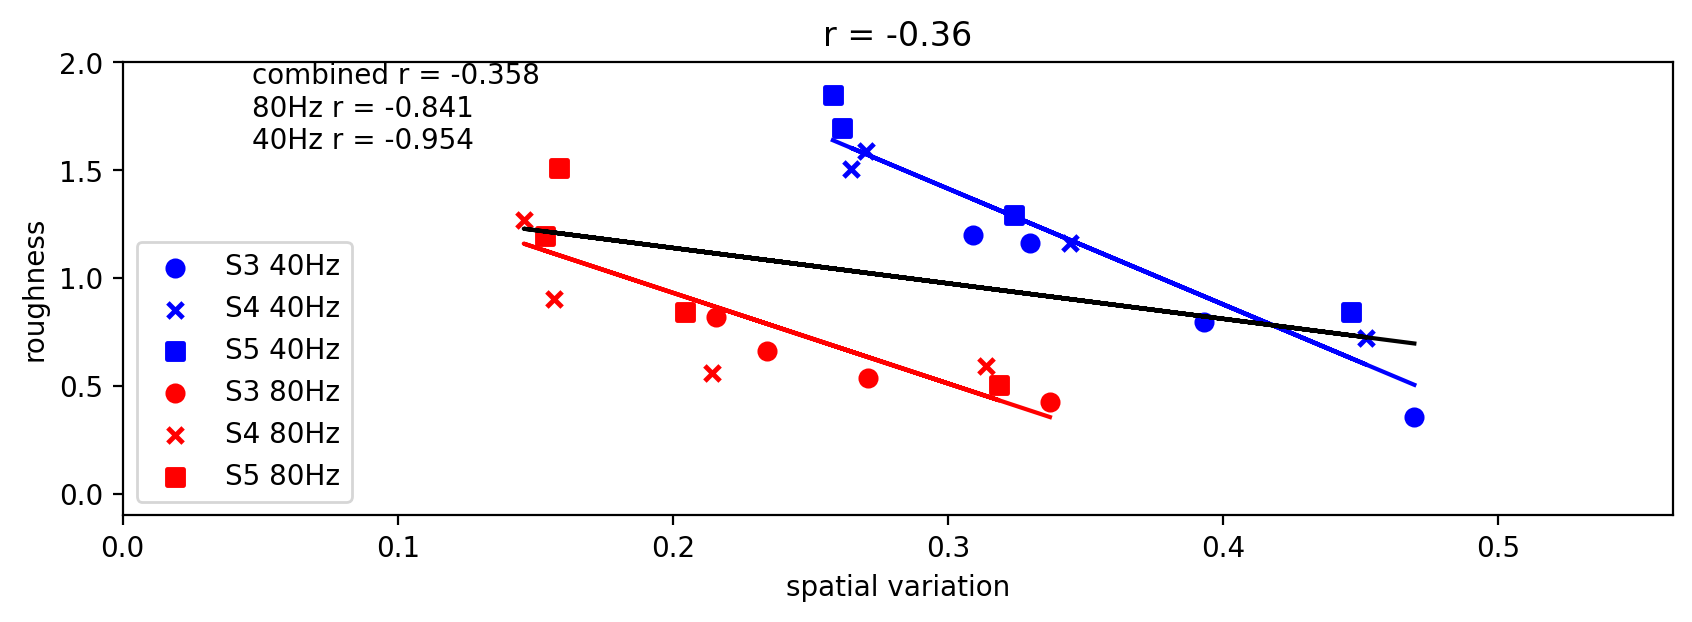 r = -0.36
combined r = -0.358
80Hz r = -0.841
40Hz r = -0.954
2.0
1.5
1.0
0.5
0.0
roughness
S3 40Hz
S4 40Hz
S5 40Hz
S3 80Hz
S4 80Hz
S5 80Hz
0.0 0.1 0.2 0.3 0.4 0.5
spatial variation